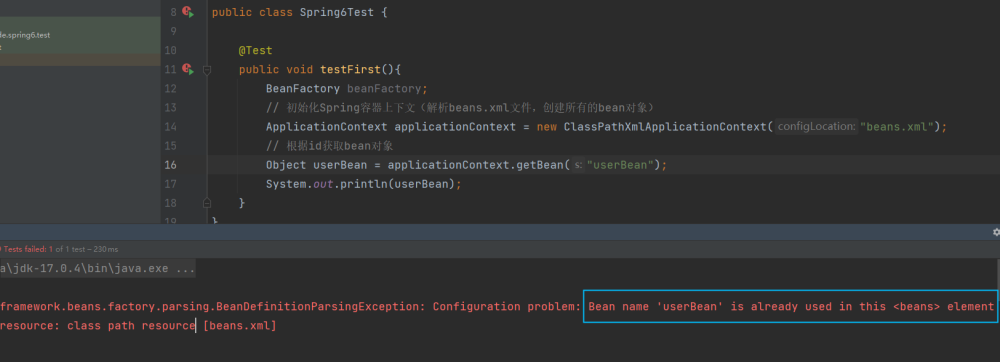 8 public class Spring6Test {
9
de.spring6.test
10 @Test
11 public void testFirst(){
12 BeanFactory beanFactory;
13 // 初始化Spring容器上下文（解析beans.xml文件，创建所有的bean对象）
14 ApplicationContext applicationContext = new ClassPathXmlApplicationContext( configLocation: "beans.xml");
15 // 根据id获取bean对象
16 Object userBean = applicationContext.getBean( s: "userBean");
17 System.out.println(userBean);
18 }
19 }
Tests failed: 1 of 1 test – 230 ms
a\jdk-17.0.4\bin\java.exe ...
framework.beans.factory.parsing.BeanDefinitionParsingException: Configuration problem: Bean name 'userBean' is already used in this <beans> element
resource: class path resource [beans.xml]